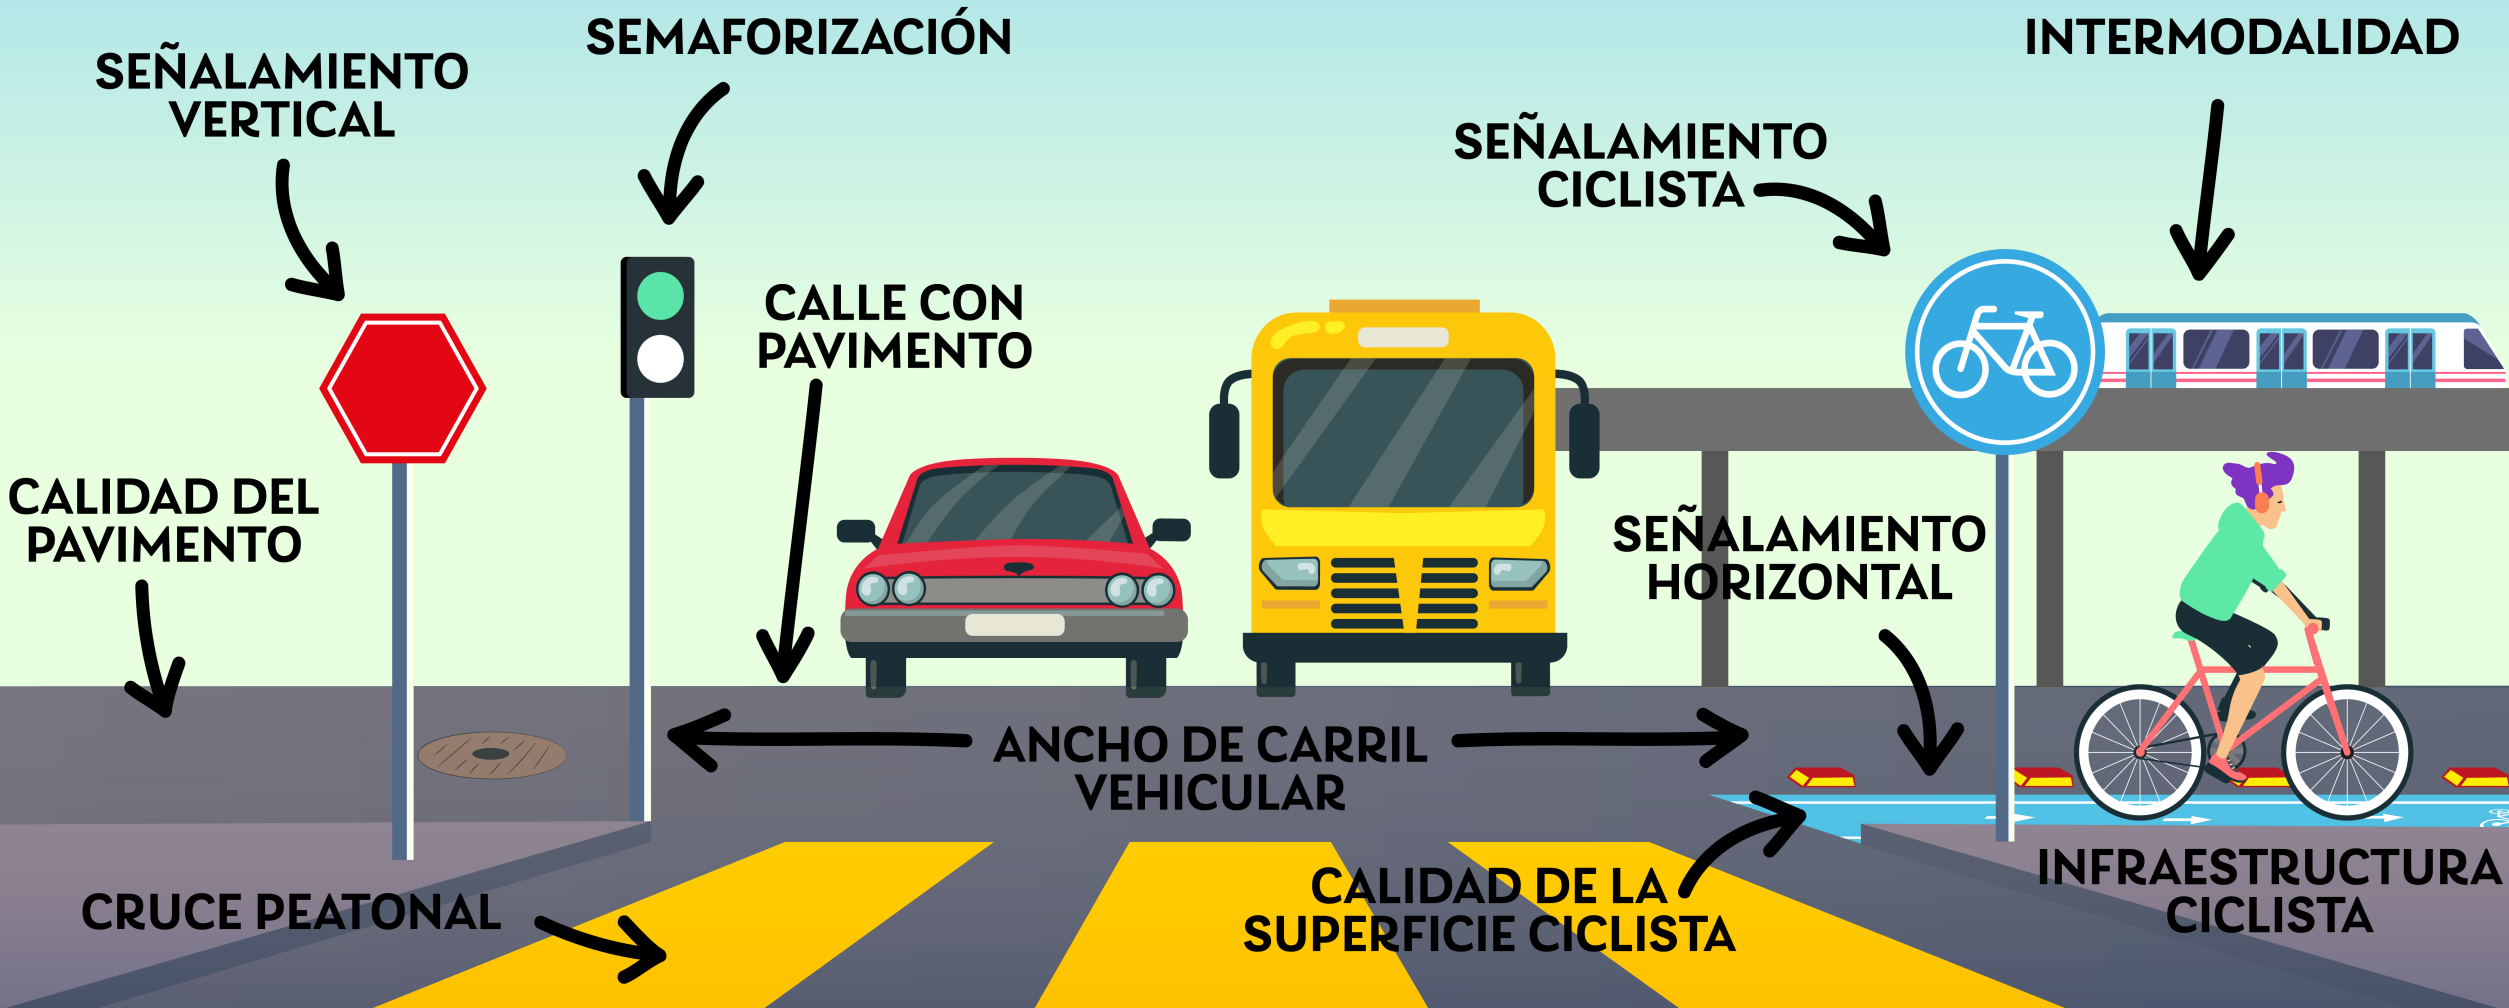 SEMAFORIZACIÓN
INTERMODALIDAD
SEÑALAMIENTO
VERTICAL
SEÑALAMIENTO
CICLISTA
CALLE CON
PAVIMENTO
CALIDAD DEL
PAVIMENTO
SEÑALAMIENTO
HORIZONTAL
ANCHO DE CARRIL
VEHICULAR
CRUCE PEATONAL
CALIDAD DE LA
SUPERFICIE CICLISTA
INFRAESTRUCTURA
CICLISTA